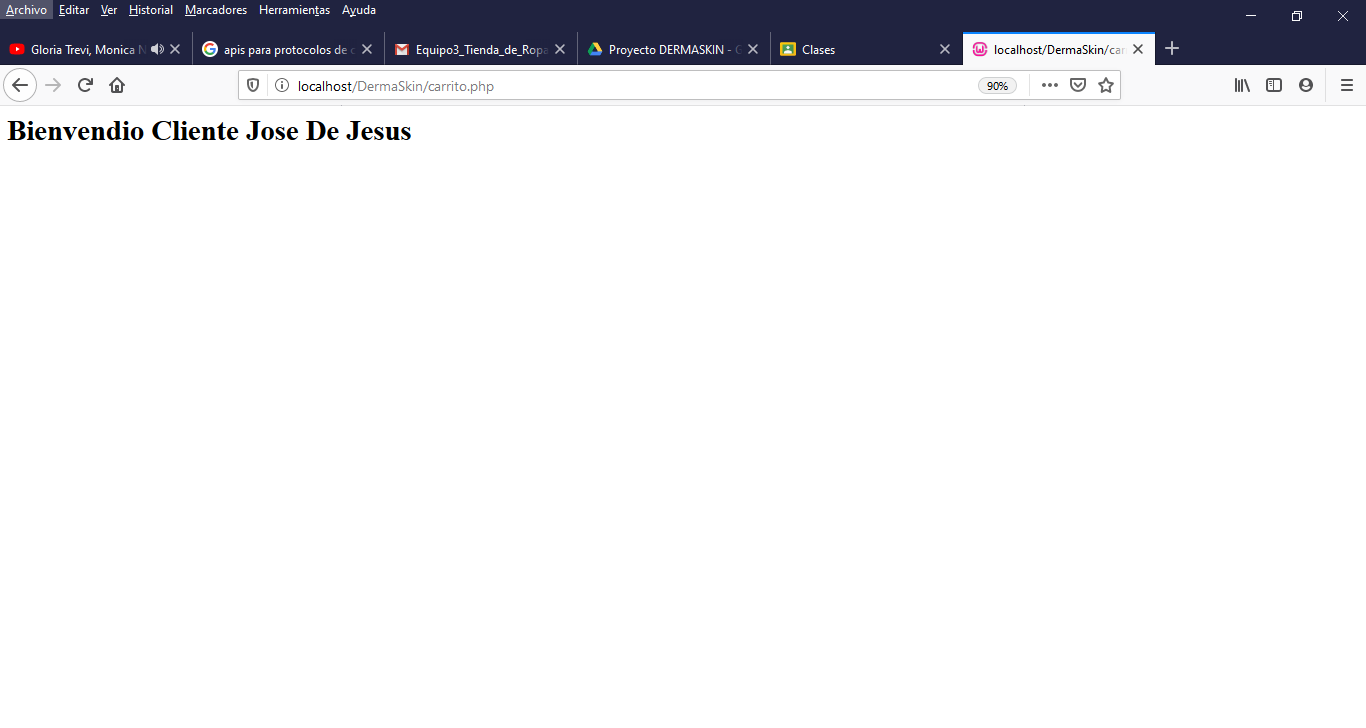 Archivo Editar Ver Historial Marcadores Herramientas Ayuda
Gloria Trevi, Monica N
apis para protocolos de c
Equipo3_Tienda_de_Ropa
Proyecto DERMASKIN - G
Clases
localhost/DermaSkin/car
localhost/DermaSkin/carrito.php
90%
Bienvendio Cliente Jose De Jesus